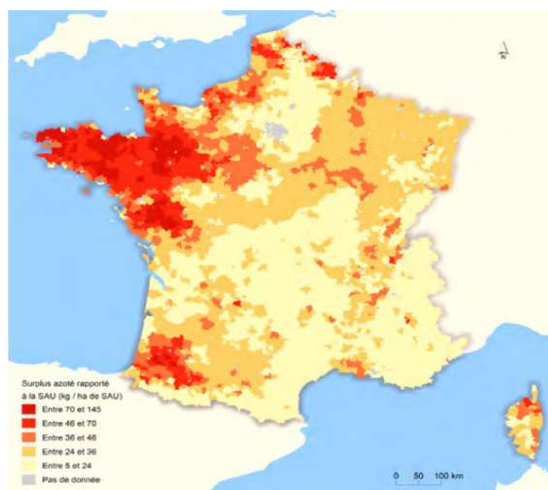 N
Surplus azoté rapporté
à la SAU (kg / ha de SAU)
Entre 70 et 145
Entre 46 et 70
Entre 36 et 46
Entre 24 et 36
Entre 5 et 24
Pas de donnée
0 50 100 km